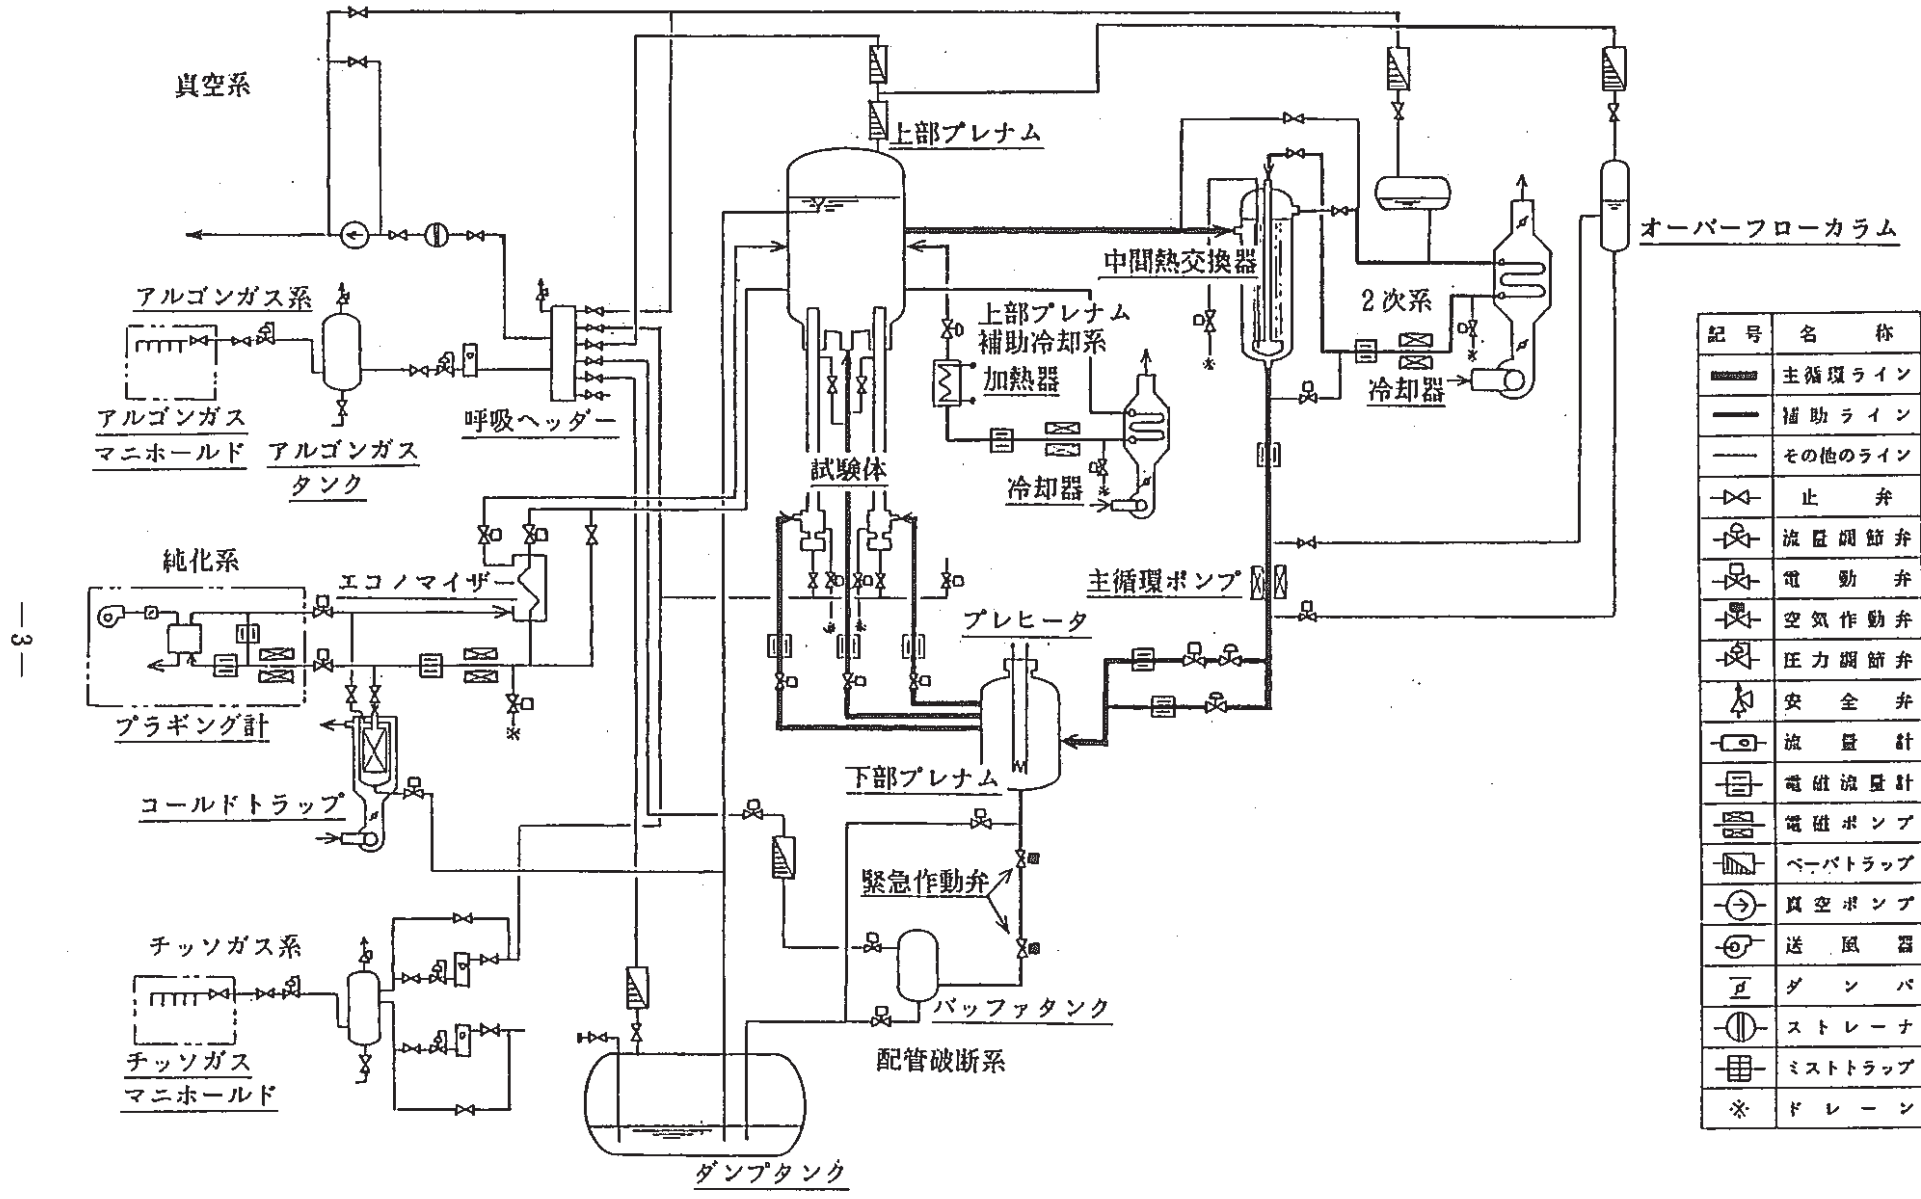 真空系
上部プレナム
オーバーフローカラム
中間熱交換器
2次系
アルゴンガス系
上部プレナム
補助冷却系
加熱器
冷却器
アルゴンガス
マニホールド
アルゴンガス
タンク
呼吸ヘッダー
試験体
冷却器
純化系
エコノマイザー
主循環ポンプ
プレヒータ
プラギング計
下部プレナム
コールドトラップ
緊急作動弁
チッソガス系
バッファタンク
チッソガス
マニホールド
配管破断系
ダンプタンク
記号 名称
主循環ライン
補助ライン
その他のライン
止弁
流量調節弁
電動弁
空気作動弁
圧力調節弁
安全弁
流量計
電磁流量計
電磁ポンプ
ベーパトラップ
真空ポンプ
送風器
ダンパ
ストレーナ
ミストトラップ
※ ドレーン
—3—